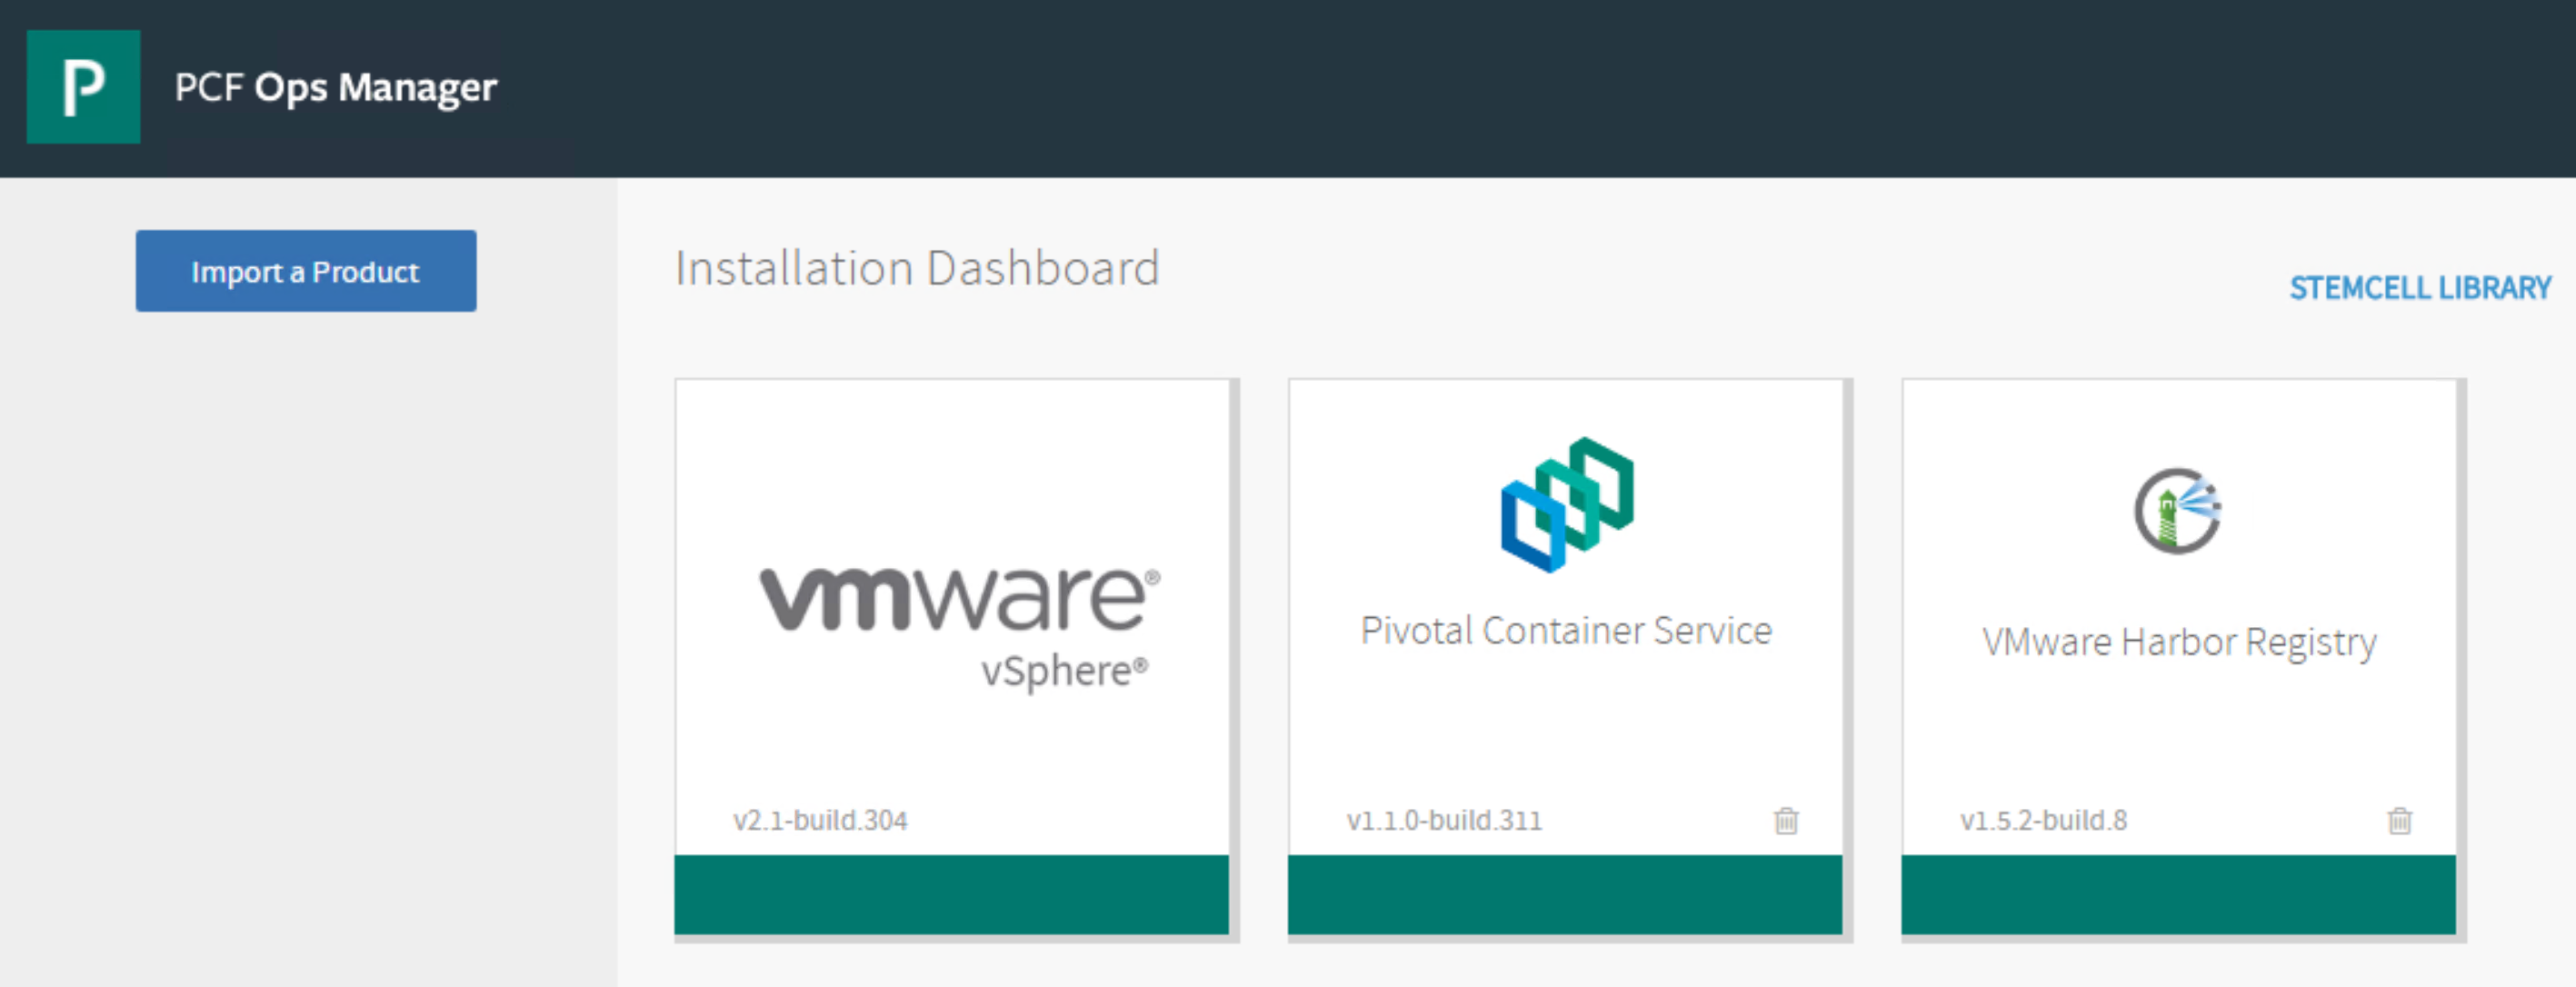 P
PCF Ops Manager
Import a Product
Installation Dashboard
STEMCELL LIBRARY
vmware®
vSphere®
v2.1-build.304
Pivotal Container Service
v1.1.0-build.311
VMware Harbor Registry
v1.5.2-build.8